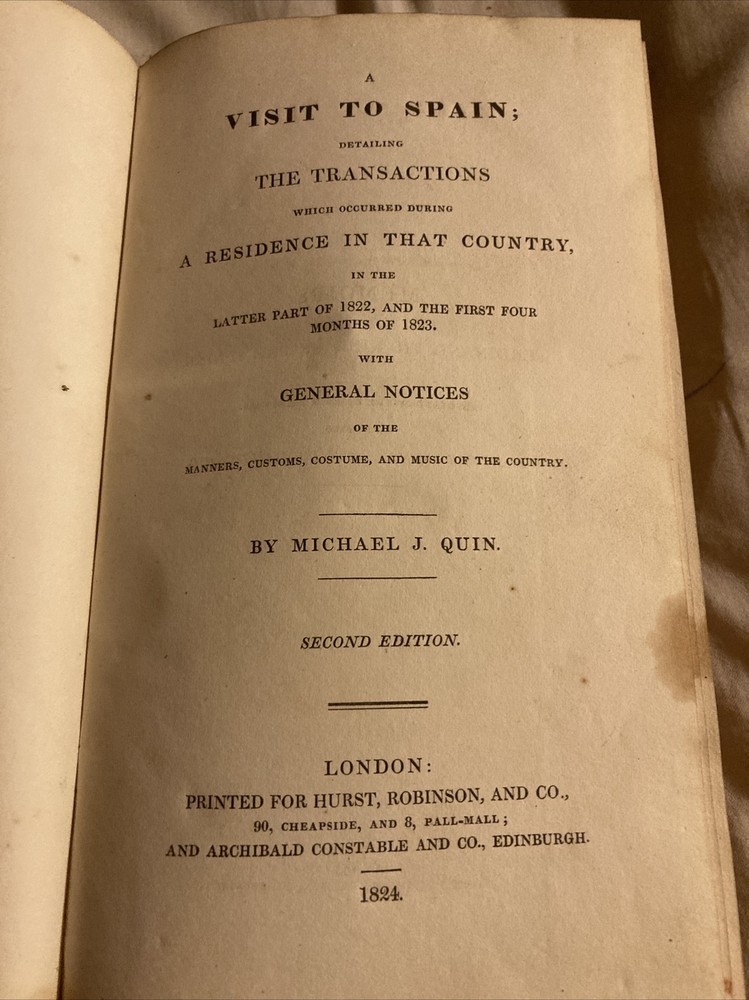 A
VISIT TO SPAIN;
DETAILING
THE TRANSACTIONS
WHICH OCCURRED DURING
A RESIDENCE IN THAT COUNTRY,
IN THE
LATTER PART OF 1822, AND THE FIRST FOUR
MONTHS OF 1823.
WITH
GENERAL NOTICES
OF THE
MANNERS, CUSTOMS, COSTUME, AND MUSIC OF THE COUNTRY.
BY MICHAEL J. QUIN.
SECOND EDITION.
LONDON:
PRINTED FOR HURST, ROBINSON, AND CO.,
90, CHEAPSIDE, AND 8, PALL-MALL;
AND ARCHIBALD CONSTABLE AND CO., EDINBURGH.
1824.